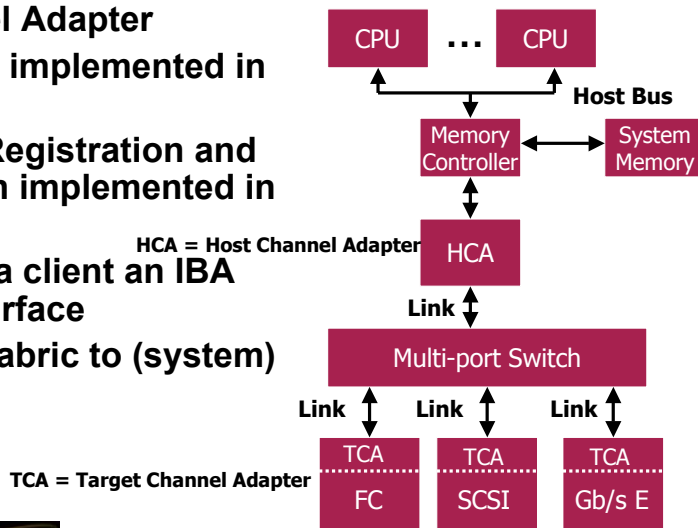 l Adapter
implemented in
Registration and
n implemented in
a client an IBA
rface
abric to (system)
CPU ... CPU
Host Bus
Memory
Controller
System
Memory
HCA = Host Channel Adapter
HCA
Link
Multi-port Switch
Link Link Link
TCA = Target Channel Adapter
TCA
FC
TCA
SCSI
TCA
Gb/s E